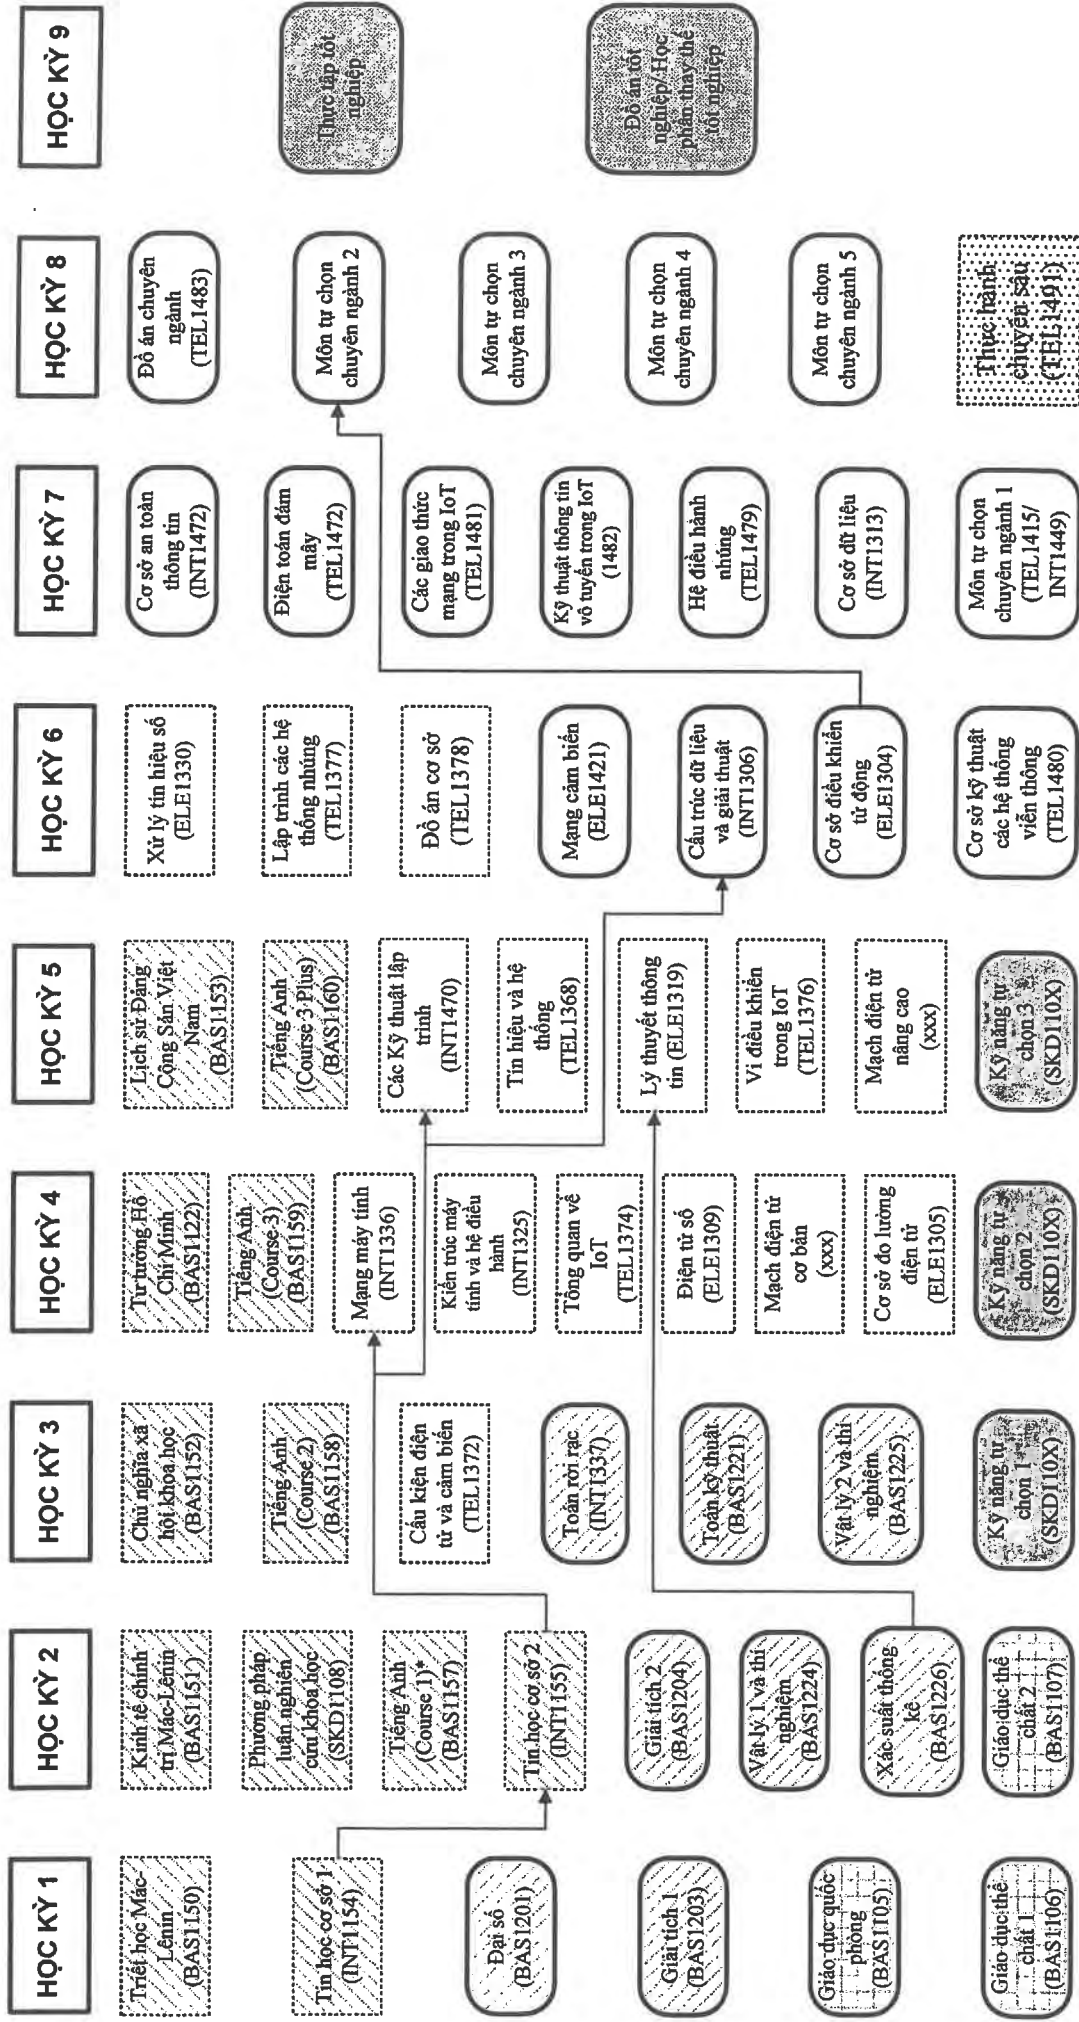 HỌC KỲ 1
Triết học Mác-
Lênin
(BAS1150)
Tin học cơ sở 1
(INT1154)
Đại số
(BAS1201)
Giải tích 1
(BAS1203)
Giáo dục quốc
phòng
(BAS1105)
Giáo dục thể
chất 1
(BAS1106)
HỌC KỲ 2
Kinh tế chính
trị Mác-Lênin
(BAS1151)
Phương pháp
luận nghiên
cứu khoa học
(SKD1108)
Tiếng Anh
(Course 1)*
(BAS1157)
Tin học cơ sở 2
(INT1155)
Giải tích 2
(BAS1204)
Vật lý 1 và thí
nghiệm
(BAS1224)
Xác suất thống
kê
(BAS1226)
Giáo dục thể
chất 2
(BAS1107)
HỌC KỲ 3
Chủ nghĩa xã
hội khoa học
(BAS1152)
Tiếng Anh
(Course 2)
(BAS1158)
Cấu kiện điện
tử và cảm biến
(TEL1372)
Toán rời rạc
(INT1337)
Toán kỹ thuật
(BAS1221)
Vật lý 2 và thí
nghiệm
(BAS1225)
Kỹ năng tự
chọn 1
(SKD110X)
HỌC KỲ 4
Tư tưởng Hồ
Chí Minh
(BAS1122)
Tiếng Anh
(Course 3)
(BAS1159)
Mạng máy tính
(INT1336)
Kiến trúc máy
tính và hệ điều
hành
(INT1325)
Tổng quan về
IoT
(TEL1374)
Điện tử số
(ELE1309)
Mạch điện tử
cơ bản
(xxx)
Cơ sở đo lường
điện tử
(ELE1305)
Kỹ năng tự
chọn 2
(SKD110X)
HỌC KỲ 5
Lịch sử Đảng
Cộng Sản Việt
Nam
(BAS1153)
Tiếng Anh
(Course 3 Plus)
(BAS1160)
Các Kỹ thuật lập
trình
(INT1470)
Tín hiệu và hệ
thống
(TEL1368)
Lý thuyết thông
tin (ELE1319)
Vi điều khiển
trong IoT
(TEL1376)
Mạch điện tử
nâng cao
(xxx)
Kỹ năng tự
chọn 3
(SKD110X)
HỌC KỲ 6
Xử lý tín hiệu số
(ELE1330)
Lập trình các hệ
thống nhúng
(TEL1377)
Đồ án cơ sở
(TEL1378)
Mạng cảm biến
(ELE1421)
Cấu trúc dữ liệu
và giải thuật
(INT1306)
Cơ sở điều khiển
tử động
(ELE1304)
Cơ sở kỹ thuật
các hệ thống
viễn thông
(TEL1480)
HỌC KỲ 7
Cơ sở an toàn
thông tin
(INT1472)
Điện toán đám
mây
(TEL1472)
Các giao thức
mạng trong IoT
(TEL1481)
Kỹ thuật thông tin
vô tuyến trong IoT
(1482)
Hệ điều hành
nhúng
(TEL1479)
Cơ sở dữ liệu
(INT1313)
Môn tự chọn
chuyên ngành 1
(TEL1415/
INT1449)
HỌC KỲ 8
Đồ án chuyên
ngành
(TEL1483)
Môn tự chọn
chuyên ngành 2
Môn tự chọn
chuyên ngành 3
Môn tự chọn
chuyên ngành 4
Môn tự chọn
chuyên ngành 5
Thực hành
chuyên sâu
(TEL1491)
HỌC KỲ 9
Thực tập tốt
nghiệp
Đồ án tốt
nghiệp/ Học
phần thay thế
tốt nghiệp